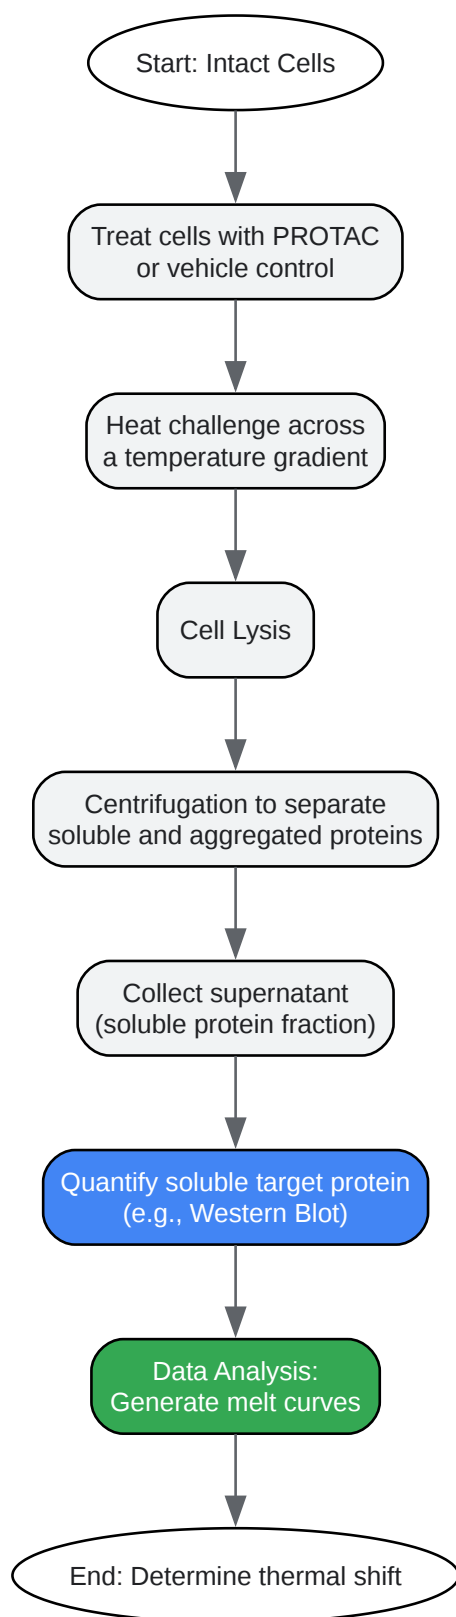 Start: Intact Cells
Treat cells with PROTAC
or vehicle control
Heat challenge across
a temperature gradient
Cell Lysis
Centrifugation to separate
soluble and aggregated proteins
Collect supernatant
(soluble protein fraction)
Quantify soluble target protein
(e.g., Western Blot)
Data Analysis:
Generate melt curves
End: Determine thermal shift